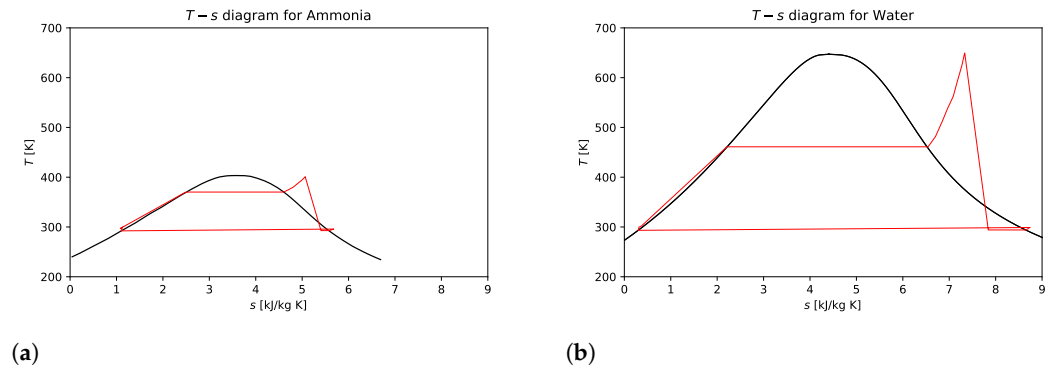 T − s diagram for Ammonia
700
600
500
400
300
200
T [K]
0 1 2 3 4 5 6 7 8 9
s [kJ/kg K]
(a)
T − s diagram for Water
700
600
500
400
300
200
T [K]
0 1 2 3 4 5 6 7 8 9
s [kJ/kg K]
(b)